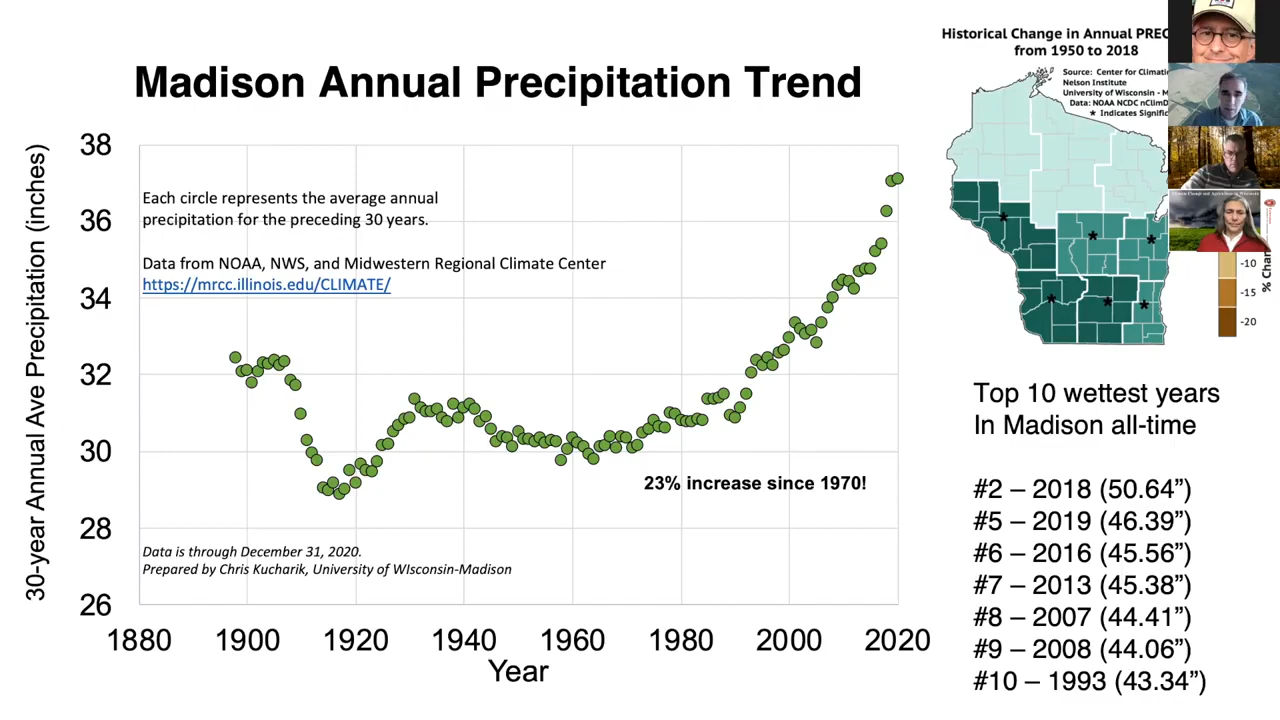 Madison Annual Precipitation Trend
30-year Annual Ave Precipitation (inches)
38
36
34
32
30
28
26
Each circle represents the average annual
precipitation for the preceding 30 years.
Data from NOAA, NWS, and Midwestern Regional Climate Center
https://mrcc.illinois.edu/CLIMATE/
23% increase since 1970!
Data is through December 31, 2020.
Prepared by Chris Kucharik, University of WIsconsin-Madison
1880 1900 1920 1940 1960 1980 2000 2020
Year
Historical Change in Annual PREC
from 1950 to 2018
Source: Center for Climati
Nelson Institute
University of Wisconsin - M
Data: NOAA NCDC nClimD
* Indicates Signific
-10
-15
-20
% Chan
Top 10 wettest years
In Madison all-time
#2 – 2018 (50.64”)
#5 – 2019 (46.39”)
#6 – 2016 (45.56”)
#7 – 2013 (45.38”)
#8 – 2007 (44.41”)
#9 – 2008 (44.06”)
#10 – 1993 (43.34”)